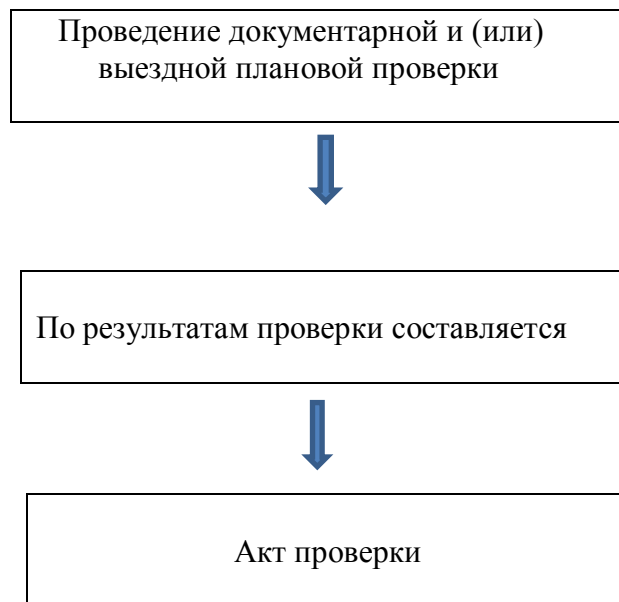 Проведение документарной и (или)
выездной плановой проверки
По результатам проверки составляется
Акт проверки